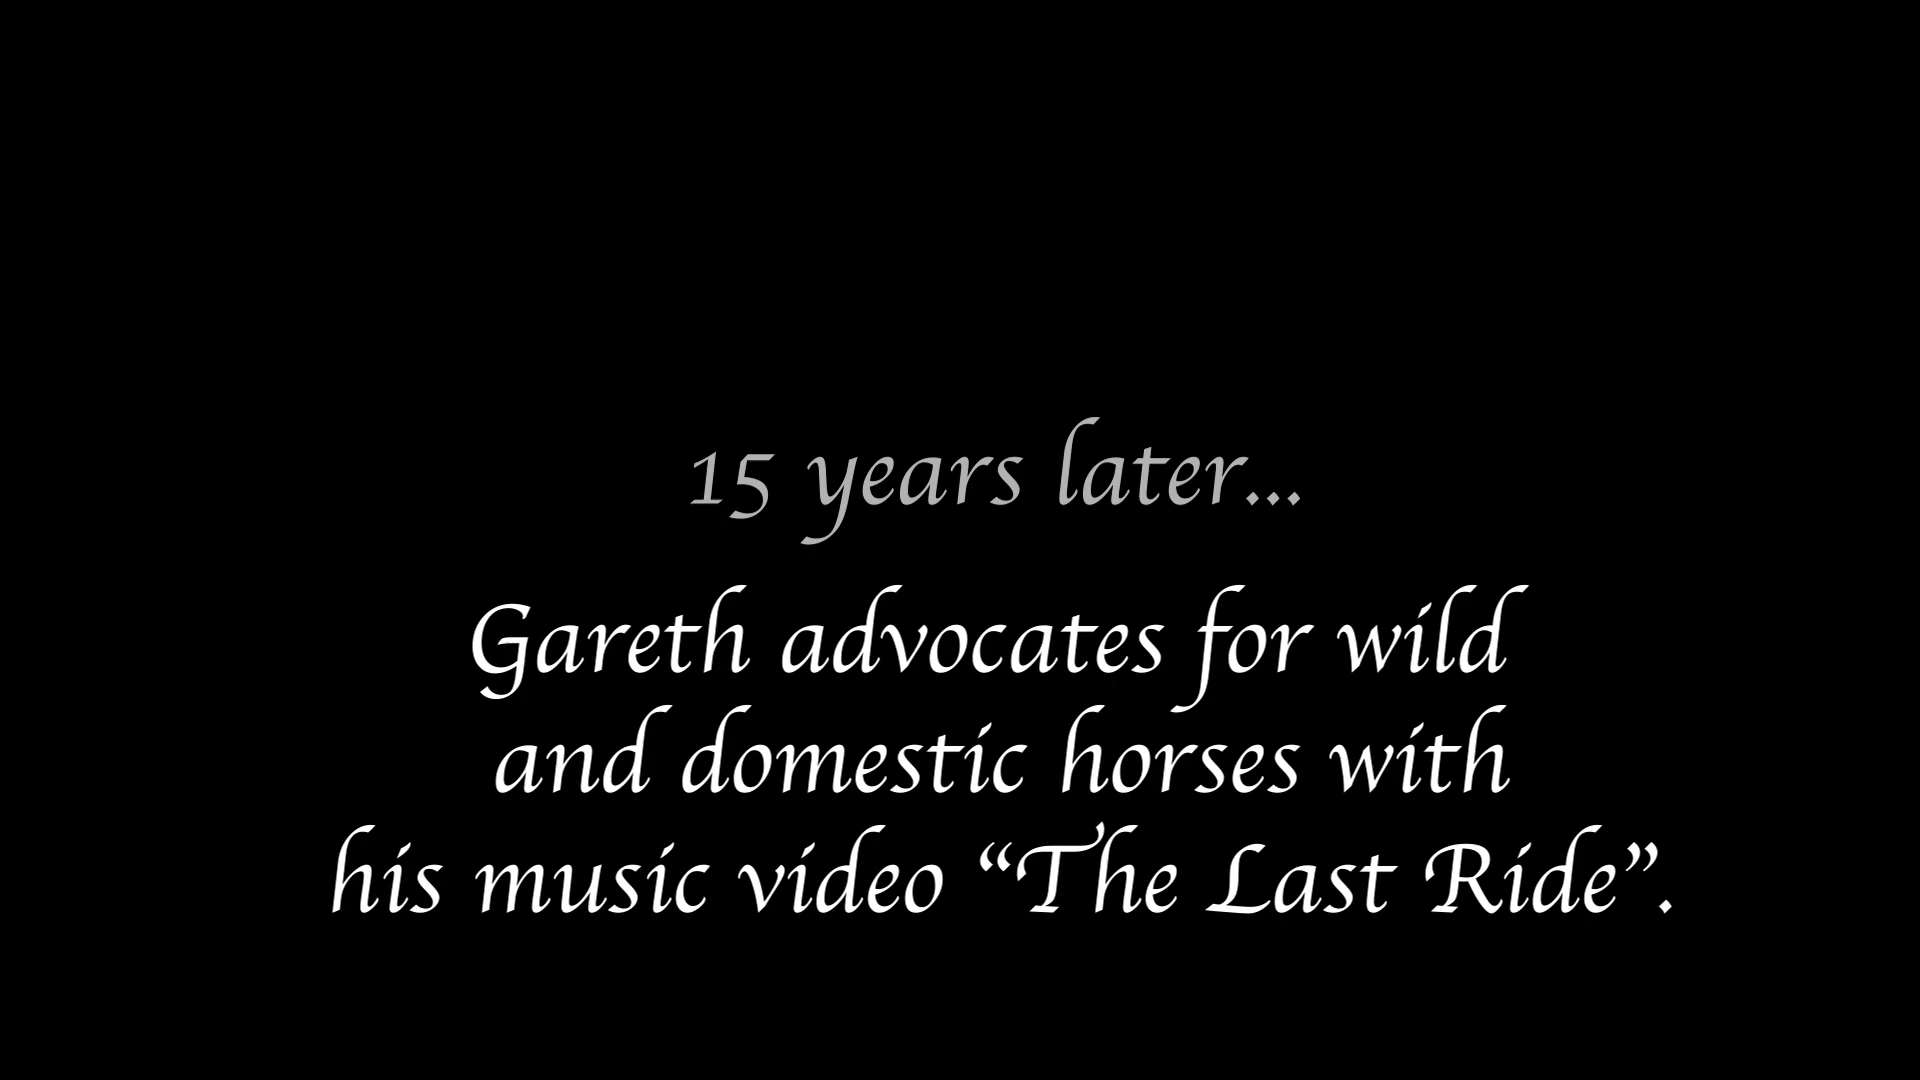 15 years later...
Gareth advocates for wild
and domestic horses with
his music video “The Last Ride”.